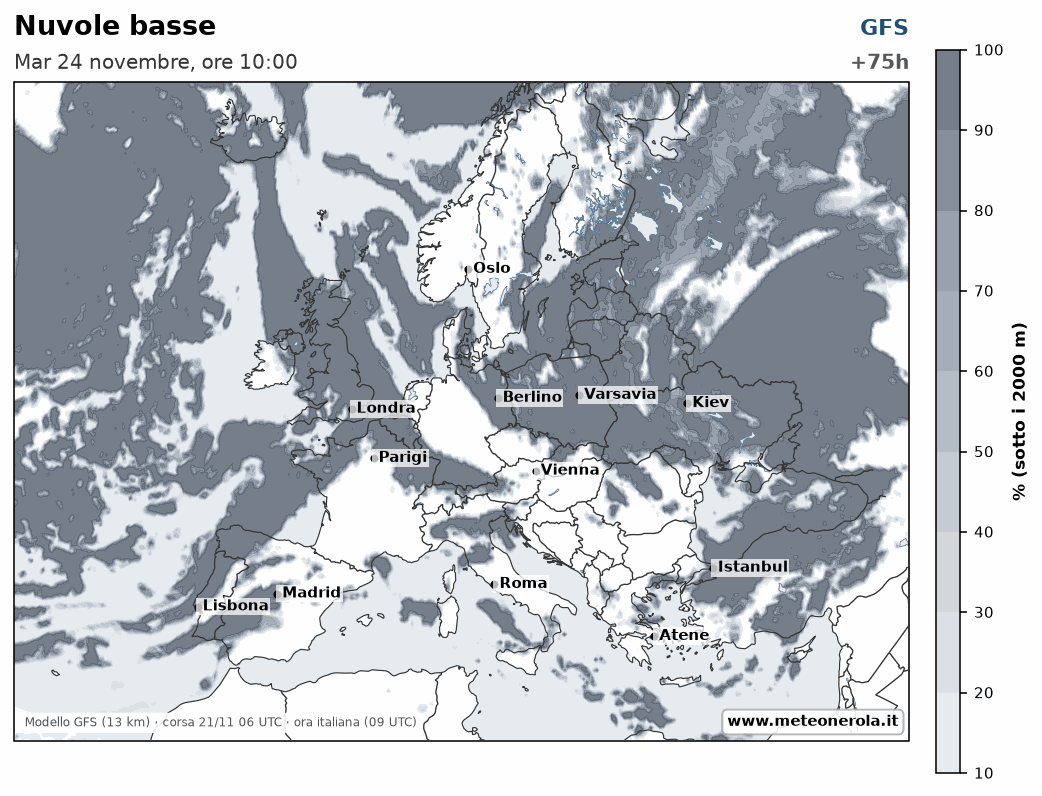 Nuvole basse
GFS
Mar 24 novembre, ore 10:00
+75h
100
90
80
70
60
50
40
30
20
10
% (sotto i 2000 m)
Oslo
Londra
Berlino
Varsavia
Kiev
Parigi
Vienna
Istanbul
Roma
Madrid
Lisbona
Atene
Modello GFS (13 km) · corsa 21/11 06 UTC · ora italiana (09 UTC)
www.meteonerola.it